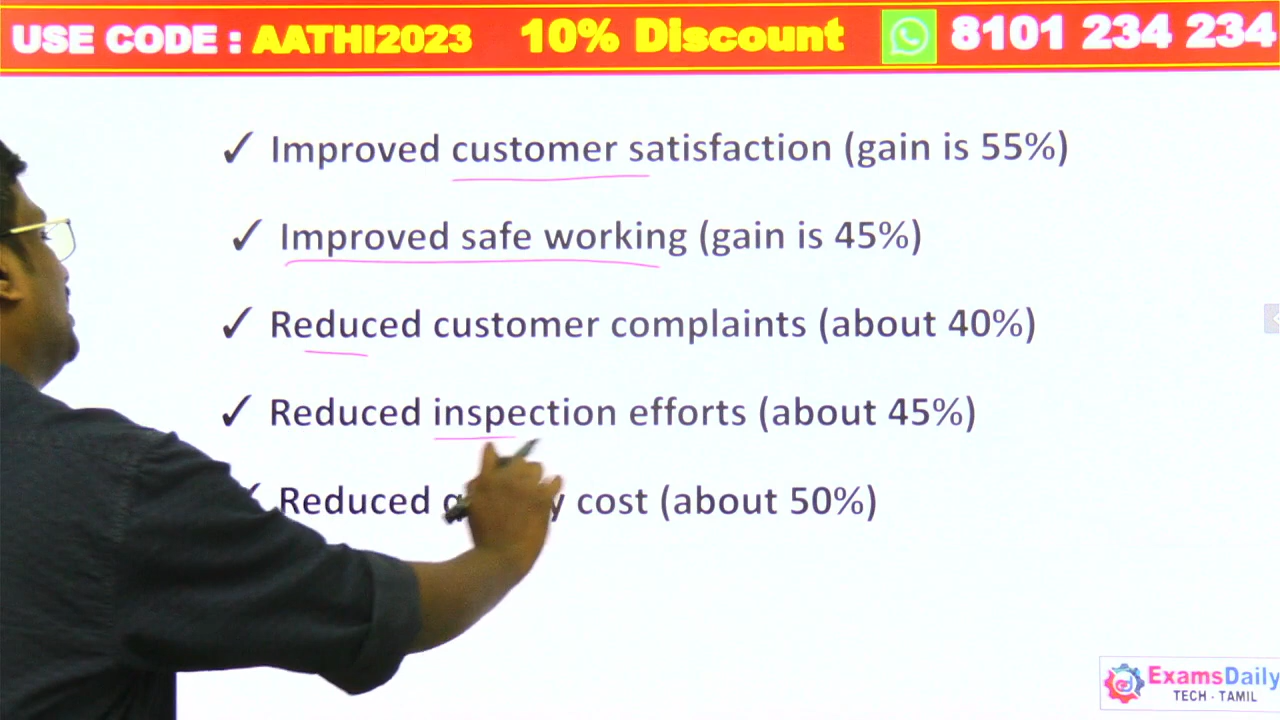 USE CODE : AATHI2023 10% Discount 8101 234 234
✓ Improved customer satisfaction (gain is 55%)
✓ Improved safe working (gain is 45%)
✓ Reduced customer complaints (about 40%)
✓ Reduced inspection efforts (about 45%)
✓ Reduced cost (about 50%)
ExamsDaily
TECH - TAMIL